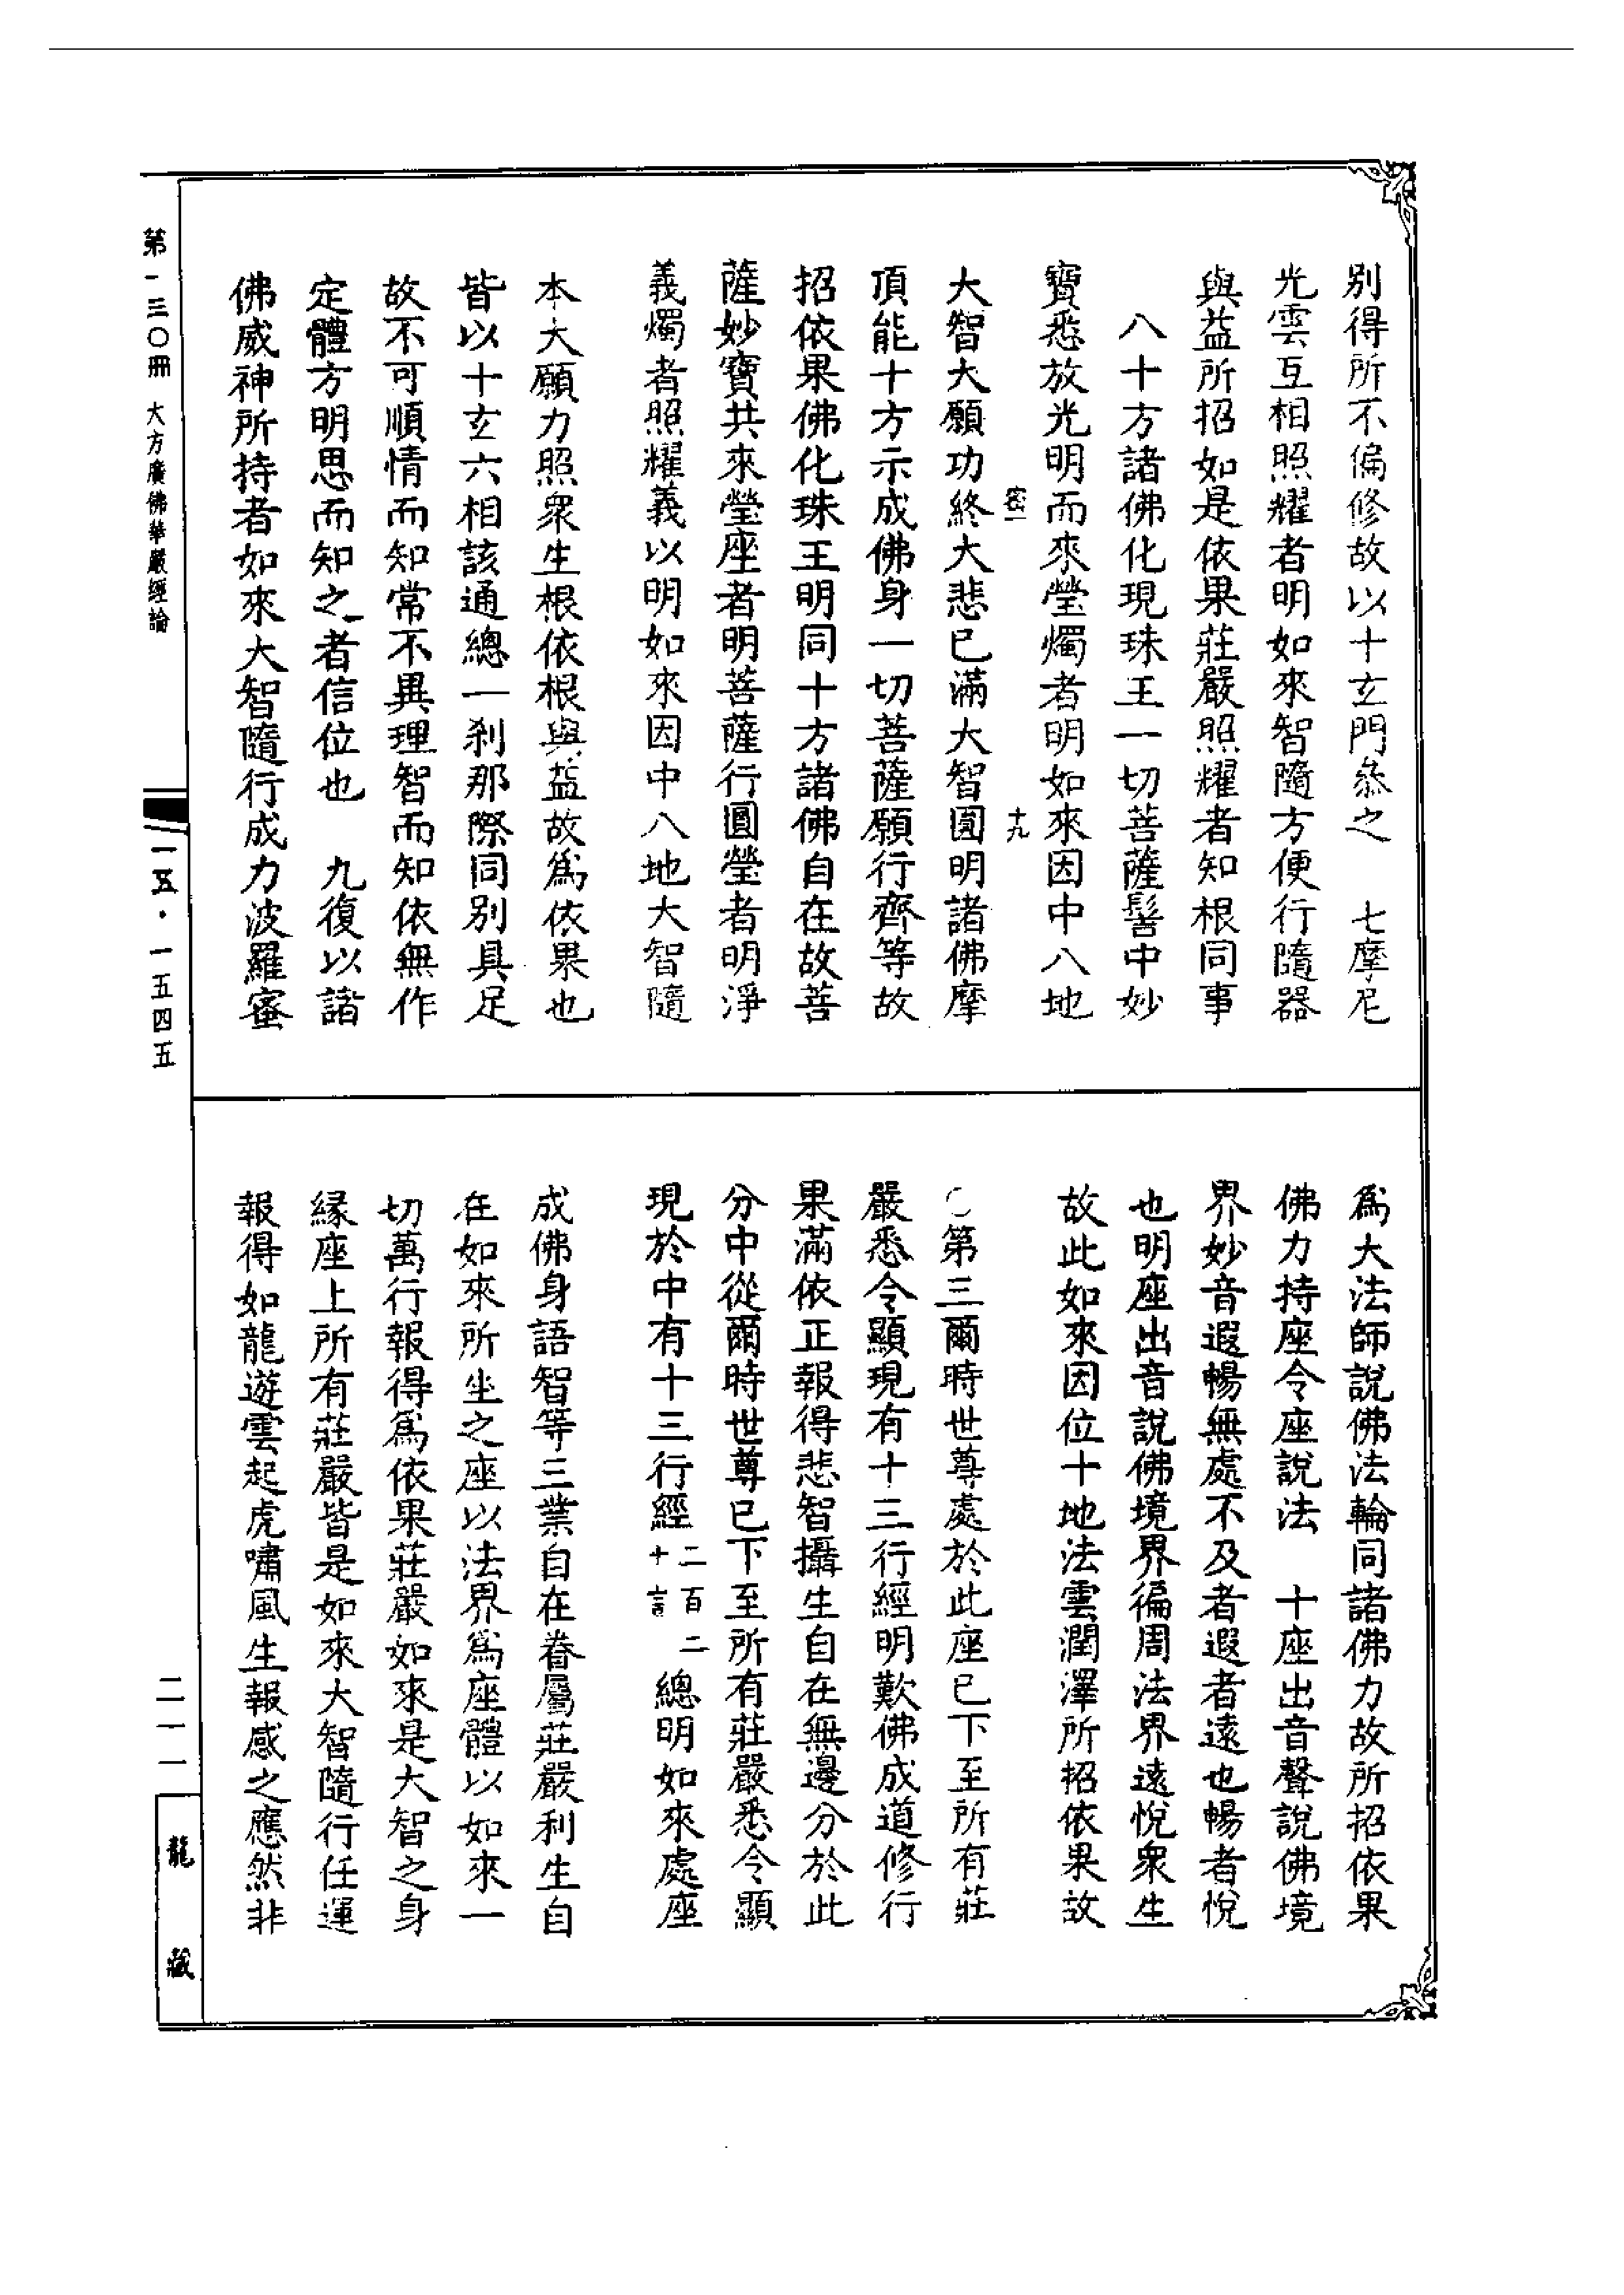 別得所不偏修故以十玄門叅之　七摩尼
光雲互相照耀者明如來智隨方便行隨器
與益所招如是依果莊嚴照耀者知根同事
八十方諸佛化現珠王一切菩薩髻中妙
寶悉放光明而來瑩燭者明如來因中八地
密一　十九
大智大願功終大悲已滿大智圓明諸佛摩
頂能十方示成佛身一切菩薩願行齊等故
招依果佛化珠王明同十方諸佛自在故菩
薩妙寶共來瑩座者明菩薩行圓瑩者明淨
義燭者照耀義以明如來因中八地大智隨
本大願力照衆生根依根與益故爲依果也
皆以十玄六相該通總一刹那際同別具足
故不可順情而知常不異理智而知依無作
定體方明思而知之者信位也　九復以諸
佛威神所持者如來大智隨行成力波羅蜜
爲大法師說佛法輪同諸佛力故所招依果
佛力持座令座說法　十座出音聲說佛境
界妙音遐暢無處不及者遐者遠也暢者悅
也明座出音說佛境界徧周法界遠悅衆生
故此如來因位十地法雲潤澤所招依果故
○第三爾時世尊處於此座已下至所有莊
嚴悉令顯現有十三行經明歎佛成道修行
果滿依正報得悲智攝生自在無邊分於此
分中從爾時世尊已下至所有莊嚴悉令顯
現於中有十三行經二百二十言總明如來處座
成佛身語智等三業自在眷屬莊嚴利生自
在如來所坐之座以法界爲座體以如來一
切萬行報得爲依果莊嚴如來是大智之身
緣座上所有莊嚴皆是如來大智隨行任運
報得如龍遊雲起虎嘯風生報感之應然非
第一三〇冊　大方廣佛華嚴經論
一五・一五四五
二一一
龍藏